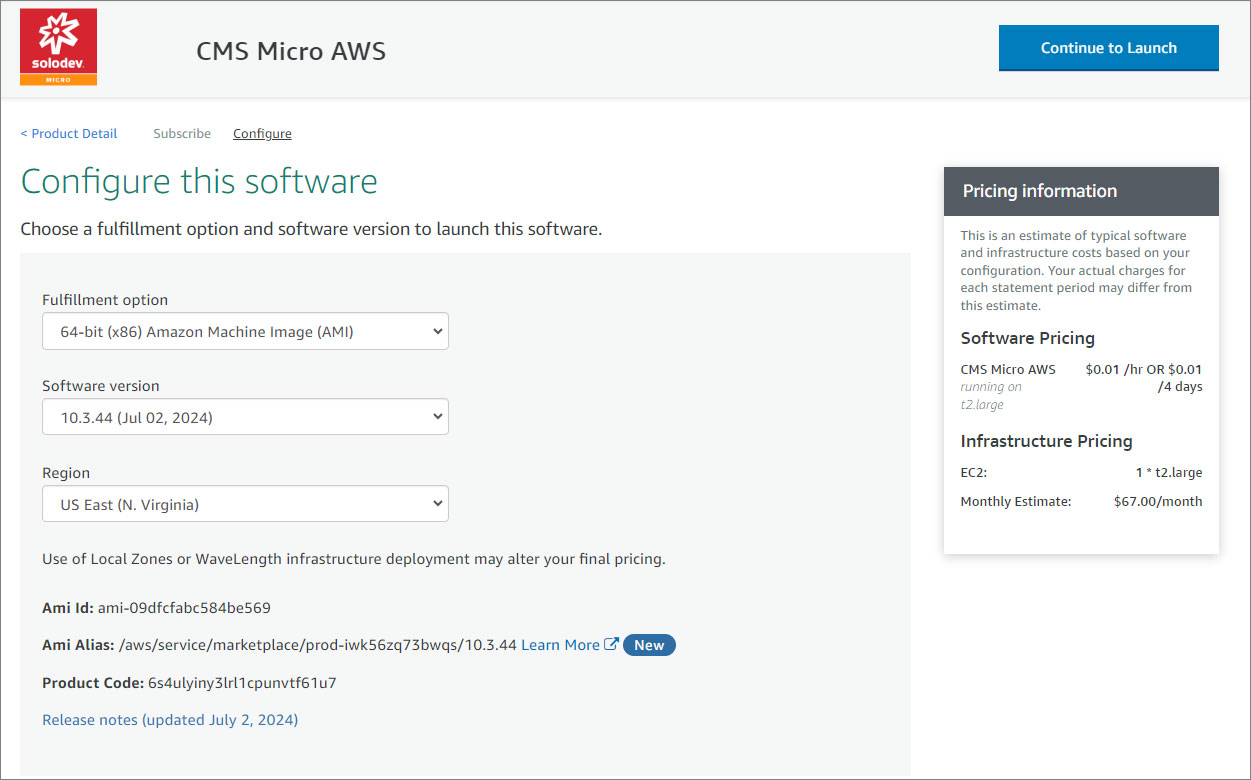 solodev
MICRO
CMS Micro AWS
Continue to Launch
< Product Detail
Subscribe
Configure
Configure this software
Choose a fulfillment option and software version to launch this software.
Fulfillment option
64-bit (x86) Amazon Machine Image (AMI)
Software version
10.3.44 (Jul 02, 2024)
Region
US East (N. Virginia)
Use of Local Zones or WaveLength infrastructure deployment may alter your final pricing.
Ami Id: ami-09dfcfabc584be569
Ami Alias: /aws/service/marketplace/prod-iwk56zq73bwqs/10.3.44 Learn More New
Product Code: 6s4ulyiny3lrl1cpunvtf61u7
Release notes (updated July 2, 2024)
Pricing information
This is an estimate of typical software
and infrastructure costs based on your
configuration. Your actual charges for
each statement period may differ from
this estimate.
Software Pricing
CMS Micro AWS $0.01 /hr OR $0.01
running on /4 days
t2.large
Infrastructure Pricing
EC2: 1 * t2.large
Monthly Estimate: $67.00/month